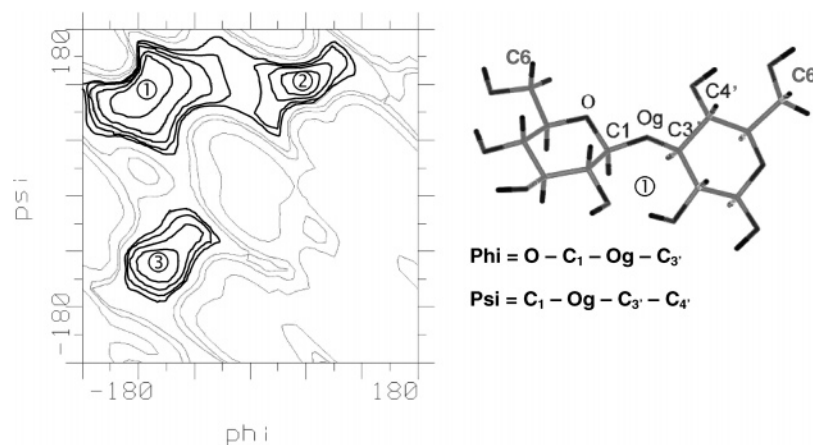 180
psi
-180
-180
180
phi
①
②
③
C6
O
C1
Og
C3'
C4'
C6
①
Phi = O – C₁ – Og – C₃'
Psi = C₁ – Og – C₃' – C₄'